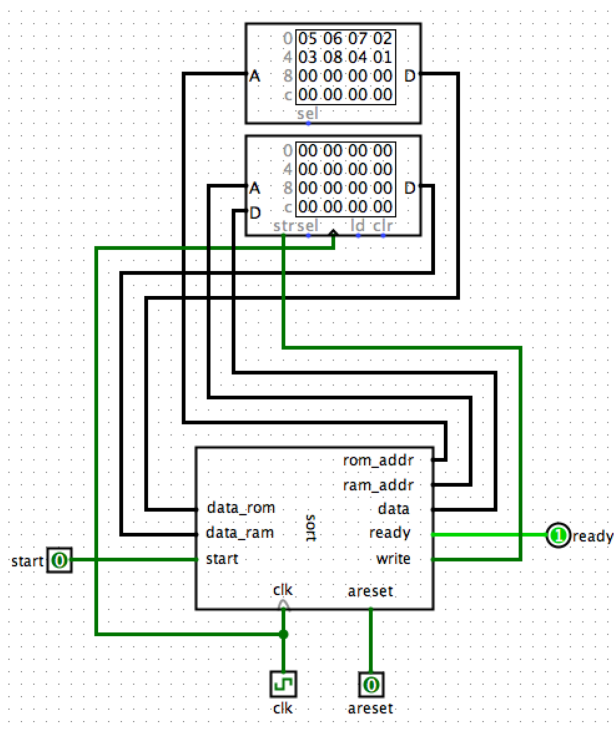 0 05 06 07 02
4 03 08 04 01
A 8 00 00 00 00 D
c 00 00 00 00
sel
0 00 00 00 00
4 00 00 00 00
A 8 00 00 00 00 D
D c 00 00 00 00
str sel ld clr
rom_addr
ram_addr
data_rom data
data_ram sort ready 1 ready
start 0 start write
clk areset
0
clk areset